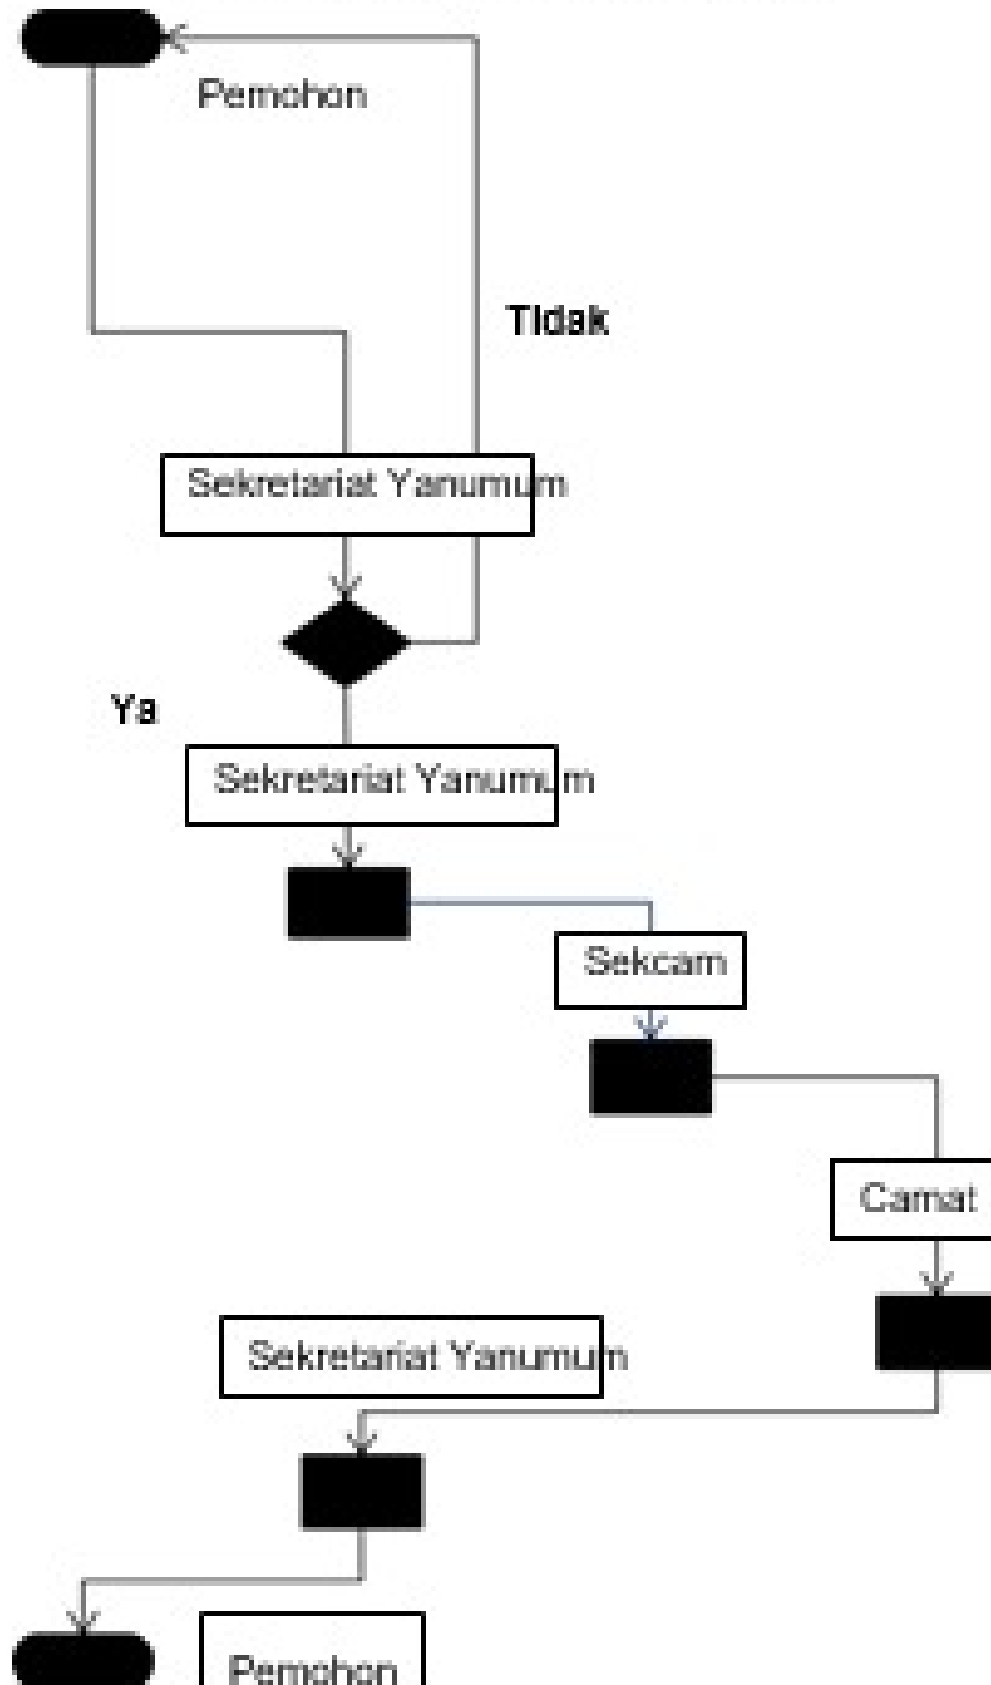 Pemohon
Tidak
Sekretariat Yanumum
Ya
Sekretariat Yanumum
Sekcam
Camat
Sekretariat Yanumum
Pemohon